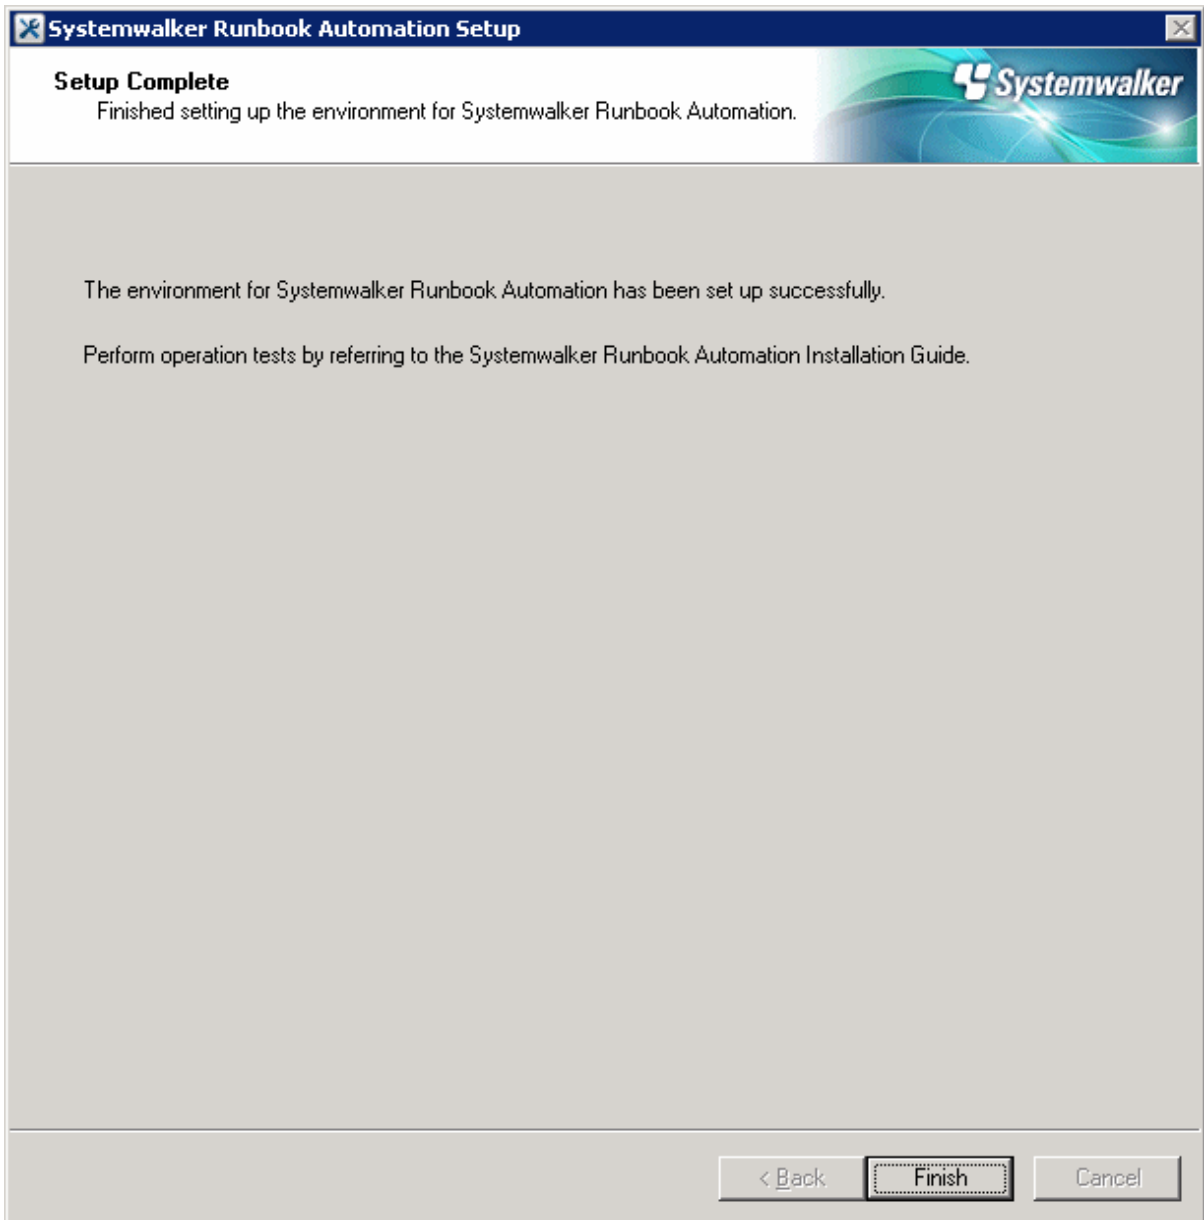 Systemwalker Runbook Automation Setup
Setup Complete
Finished setting up the environment for Systemwalker Runbook Automation.
Systemwalker
The environment for Systemwalker Runbook Automation has been set up successfully.
Perform operation tests by referring to the Systemwalker Runbook Automation Installation Guide.
< Back
Finish
Cancel